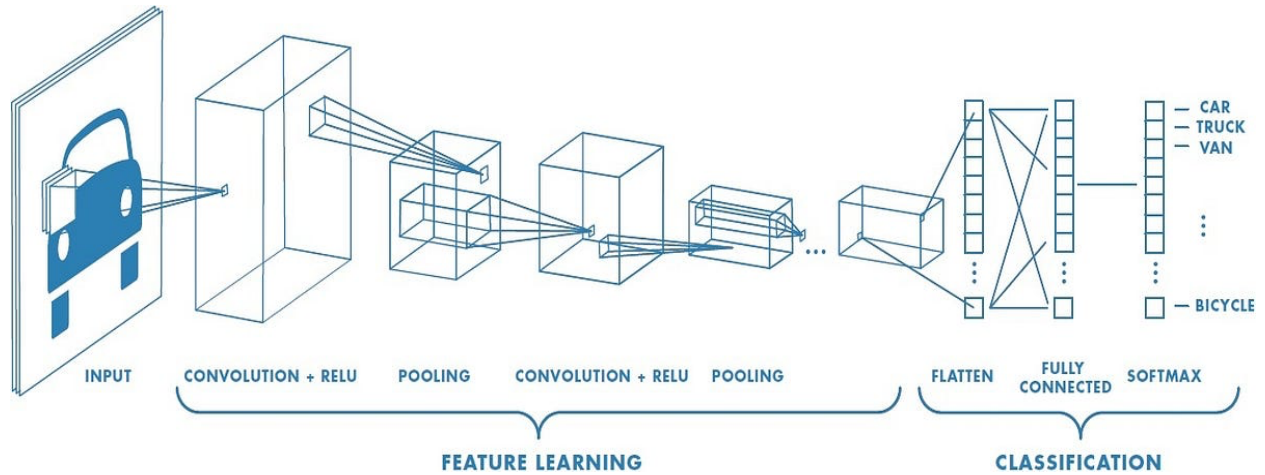 CAR
TRUCK
VAN
BICYCLE
INPUT
CONVOLUTION + RELU
POOLING
CONVOLUTION + RELU
POOLING
FLATTEN
FULLY
CONNECTED
SOFTMAX
FEATURE LEARNING
CLASSIFICATION